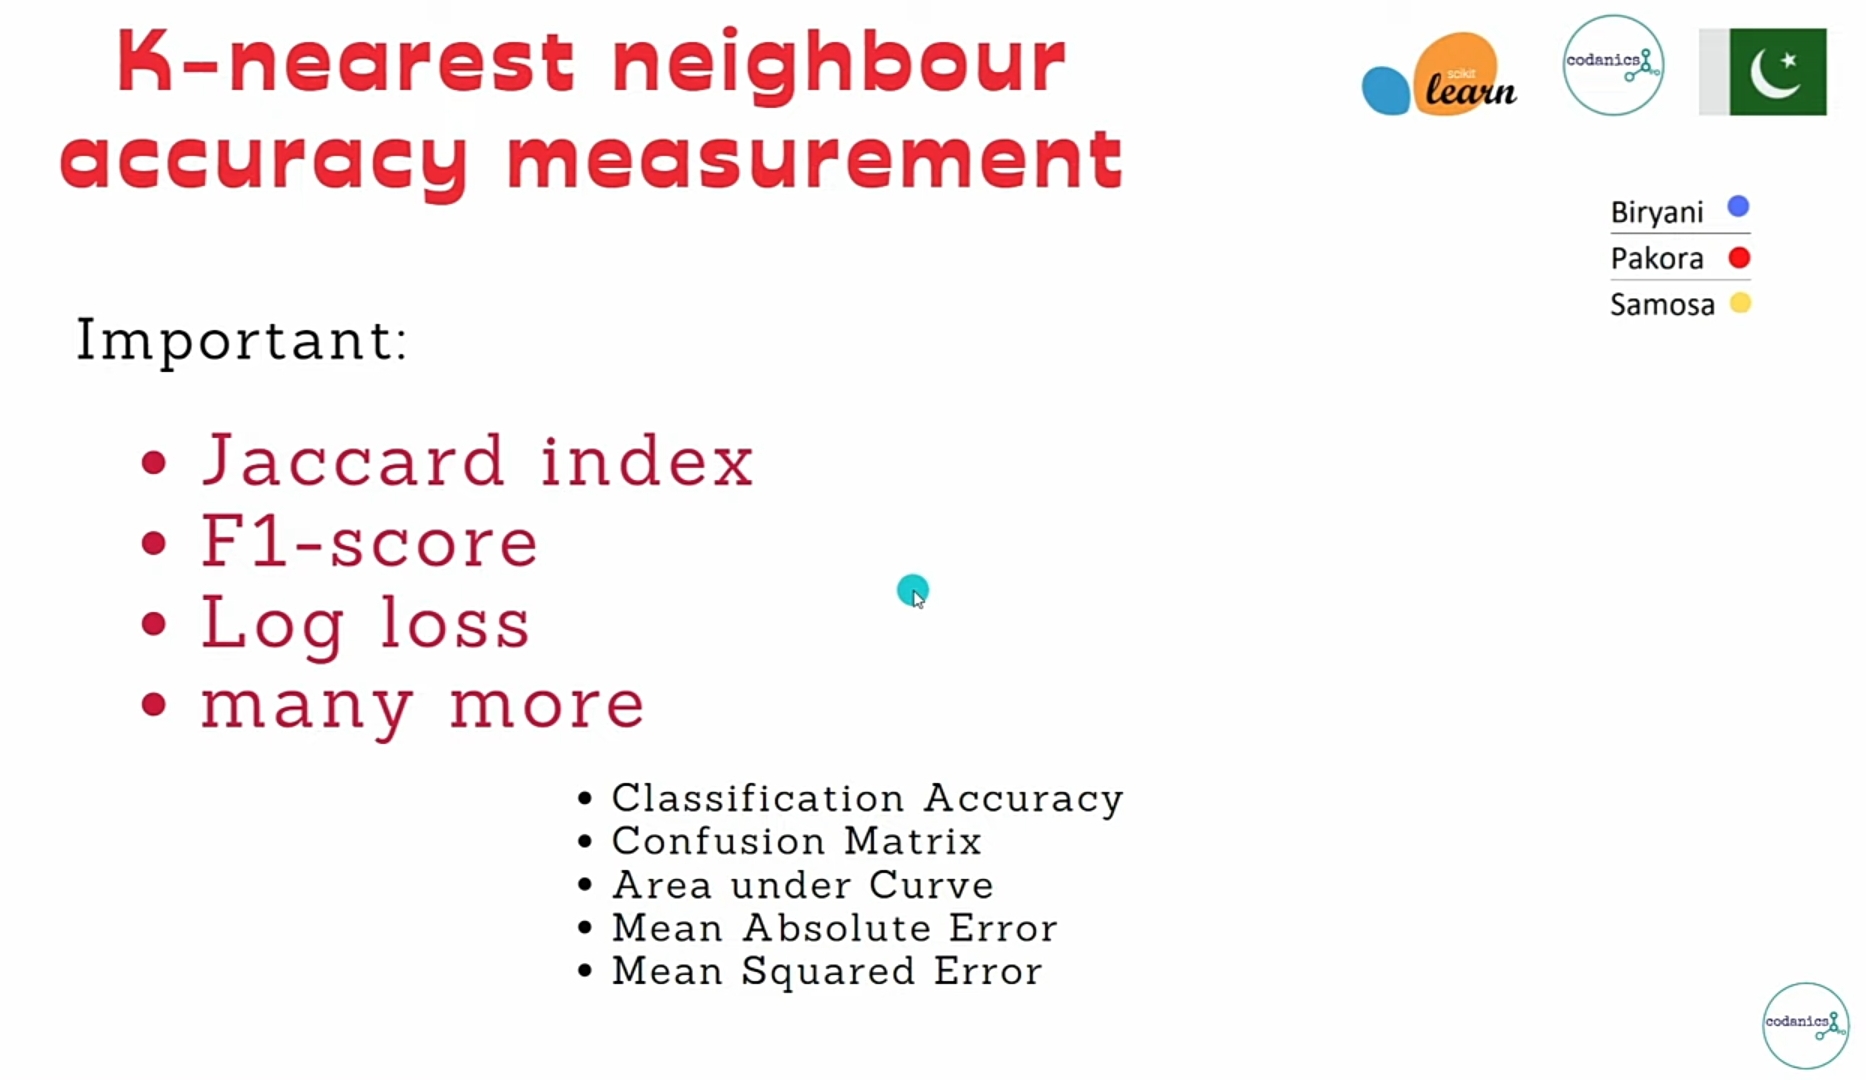 K-nearest neighbour
accuracy measurement
scikit
learn
codanics
Biryani
Pakora
Samosa
Important:
• Jaccard index
• F1-score
• Log loss
• many more
• Classification Accuracy
• Confusion Matrix
• Area under Curve
• Mean Absolute Error
• Mean Squared Error
codanics